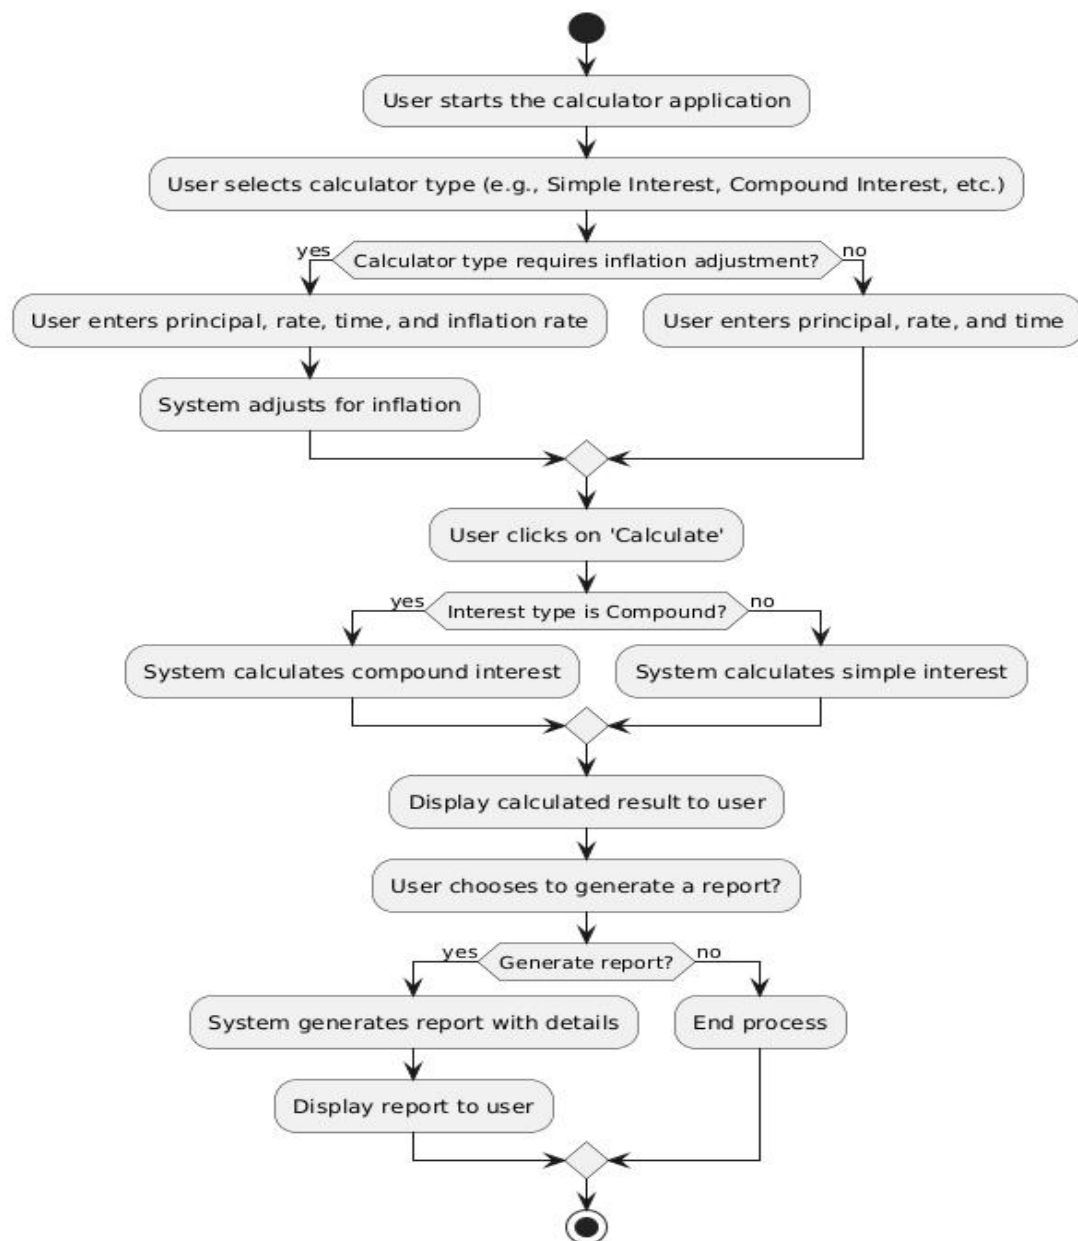 User starts the calculator application
User selects calculator type (e.g., Simple Interest, Compound Interest, etc.)
yes
Calculator type requires inflation adjustment?
no
User enters principal, rate, time, and inflation rate
User enters principal, rate, and time
System adjusts for inflation
User clicks on 'Calculate'
yes
Interest type is Compound?
no
System calculates compound interest
System calculates simple interest
Display calculated result to user
User chooses to generate a report?
yes
Generate report?
no
System generates report with details
End process
Display report to user